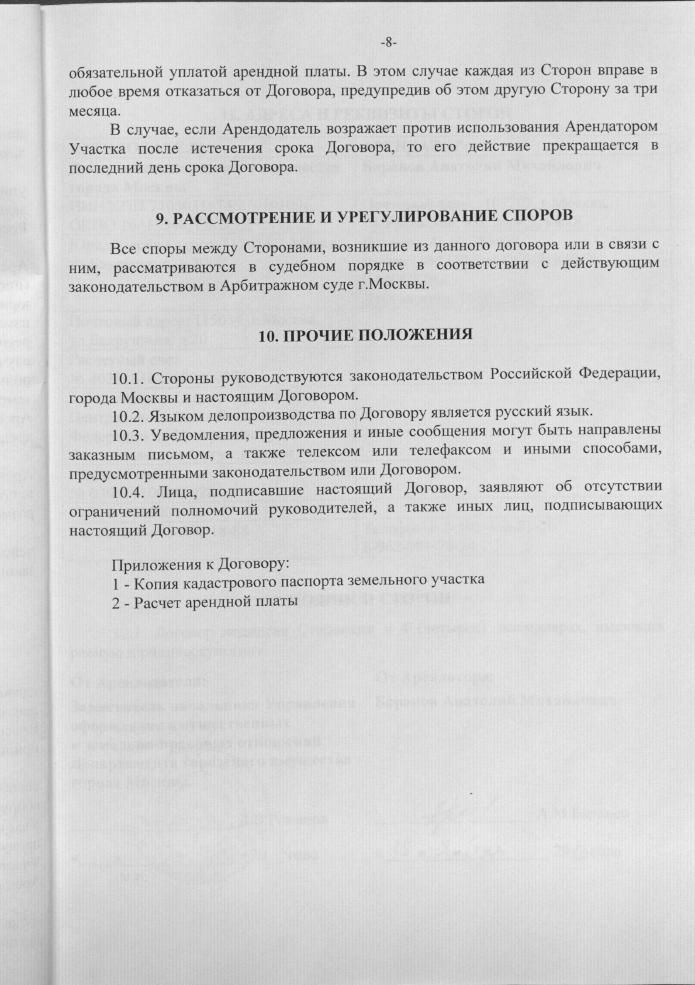 -8-
обязательной уплатой арендной платы. В этом случае каждая из Сторон вправе в
любое время отказаться от Договора, предупредив об этом другую Сторону за три
месяца.
В случае, если Арендодатель возражает против использования Арендатором
Участка после истечения срока Договора, то его действие прекращается в
последний день срока Договора.
9. РАССМОТРЕНИЕ И УРЕГУЛИРОВАНИЕ СПОРОВ
Все споры между Сторонами, возникшие из данного договора или в связи с
ним, рассматриваются в судебном порядке в соответствии с действующим
законодательством в Арбитражном суде г.Москвы.
10. ПРОЧИЕ ПОЛОЖЕНИЯ
10.1. Стороны руководствуются законодательством Российской Федерации,
города Москвы и настоящим Договором.
10.2. Языком делопроизводства по Договору является русский язык.
10.3. Уведомления, предложения и иные сообщения могут быть направлены
заказным письмом, а также телексом или телефаксом и иными способами,
предусмотренными законодательством или Договором.
10.4. Лица, подписавшие настоящий Договор, заявляют об отсутствии
ограничений полномочий руководителей, а также иных лиц, подписывающих
настоящий Договор.
Приложения к Договору:
1 - Копия кадастрового паспорта земельного участка
2 - Расчет арендной платы